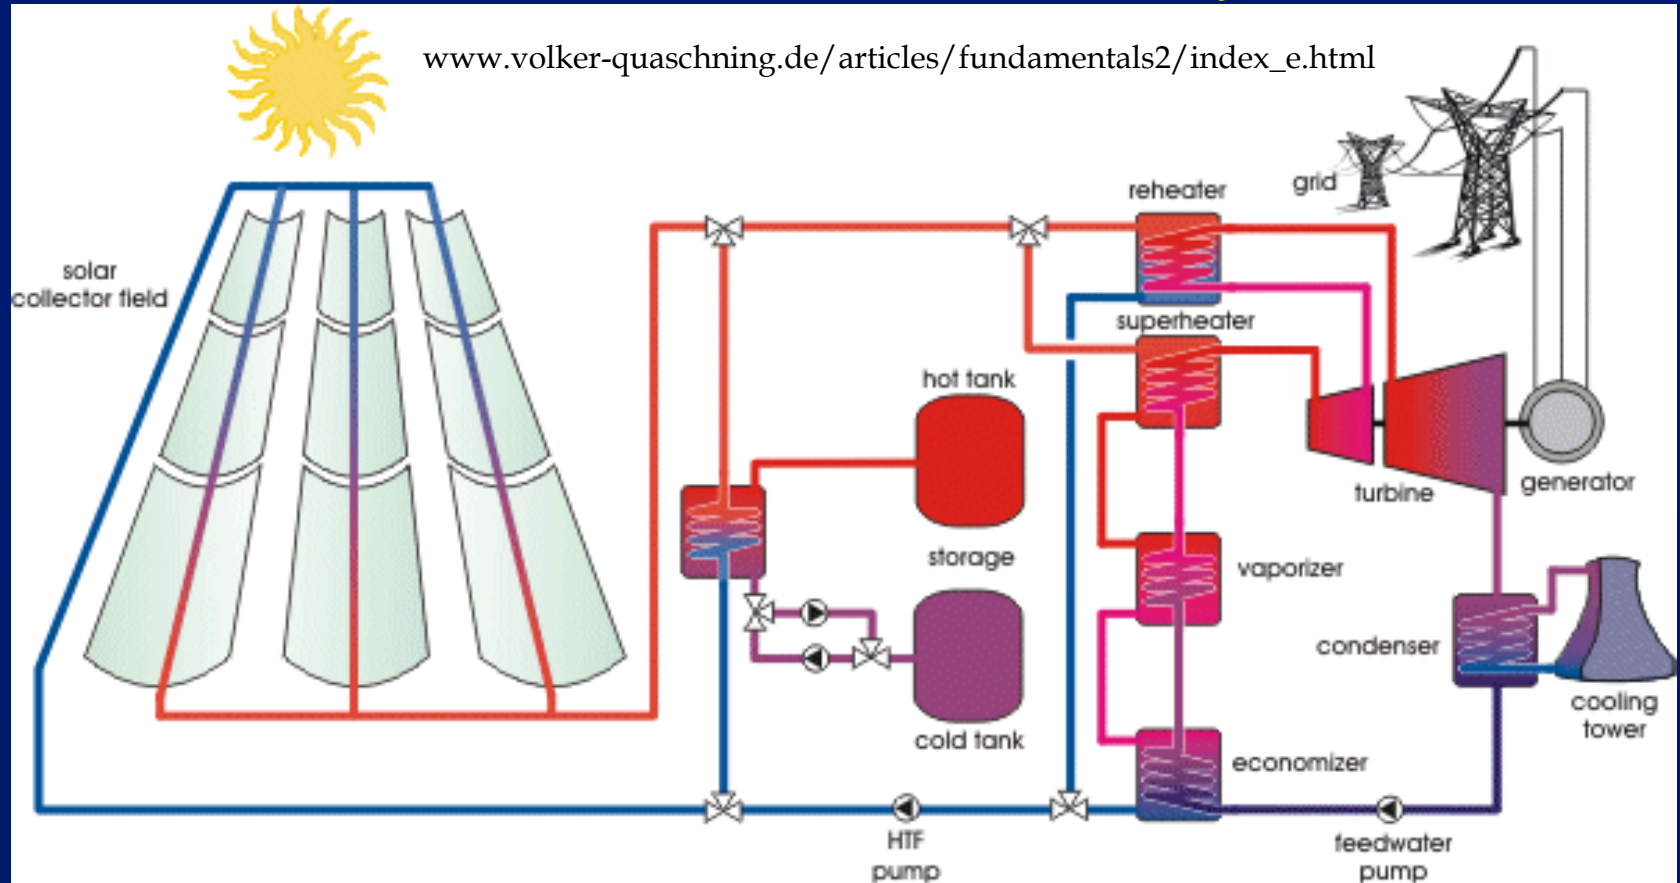 www.volker-quaschning.de/articles/fundamentals2/index_e.html
grid
reheater
solar
collector field
superheater
hot tank
storage
turbine
generator
vaporizer
condenser
cooling
tower
cold tank
economizer
HTF
pump
feedwater
pump